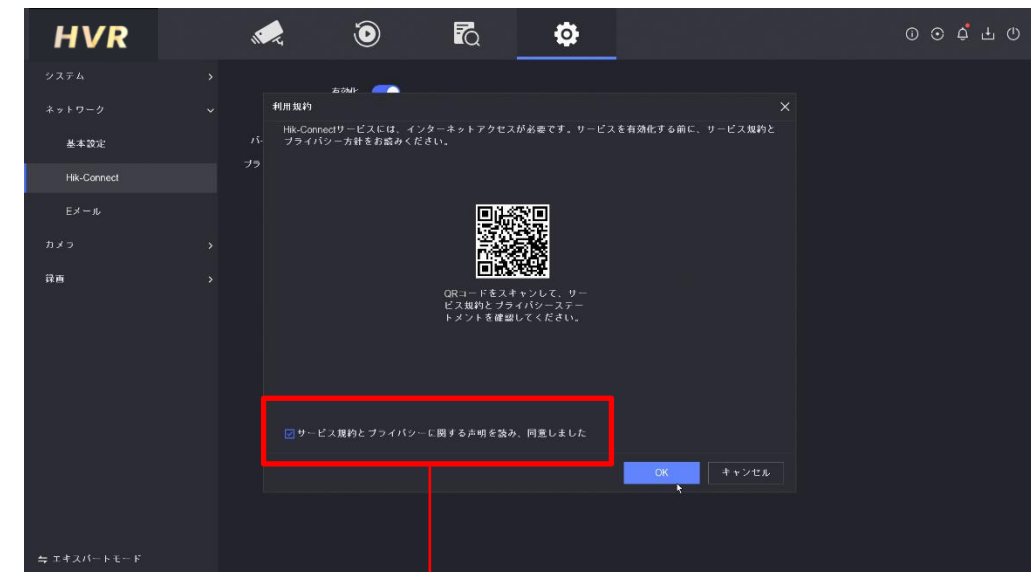 HVR
システム
ネットワーク
基本設定
Hik-Connect
Eメール
カメラ
録画
エキスパートモード
有効化
バ
プラ
利用規約
Hik-Connectサービスには、インターネットアクセスが必要です。サービスを有効化する前に、サービス規約と
プライバシー方針をお読みください。
QRコードをスキャンして、サー
ビス規約とプライバシーステー
トメントを確認してください。
サービス規約とプライバシーに関する声明を読み、同意しました
OK
キャンセル